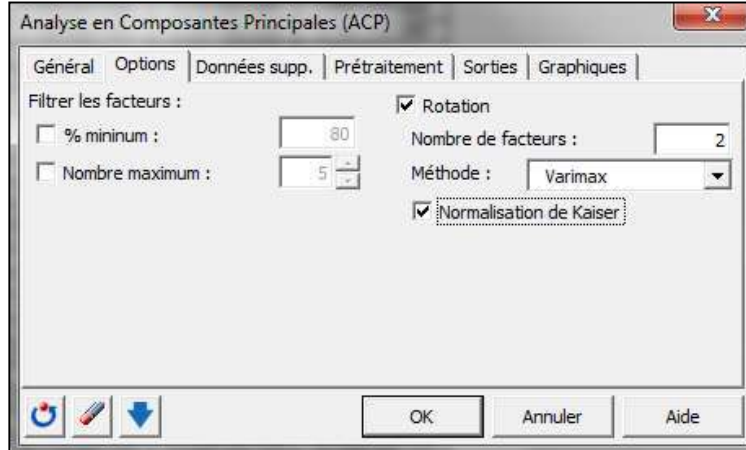 Analyse en Composantes Principales (ACP)
Général Options Données supp. Prétraitement Sorties Graphiques
Filtrer les facteurs :
% mininum : 80
Nombre maximum : 5
Rotation
Nombre de facteurs : 2
Méthode : Varimax
Normalisation de Kaiser
OK Annuler Aide